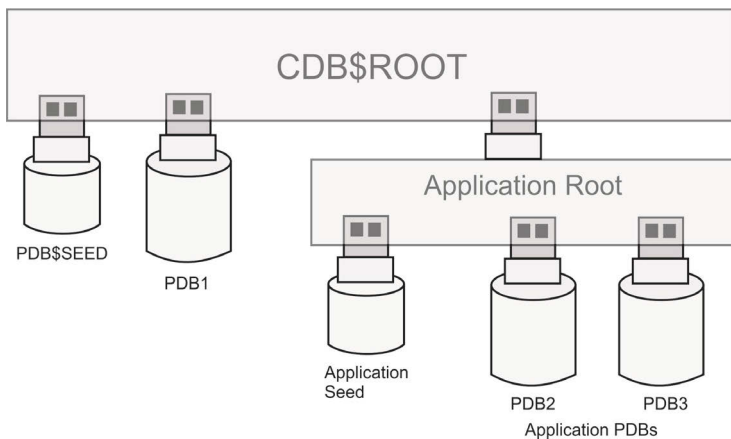 CDB$ROOT
Application Root
PDB$SEED
PDB1
Application
Seed
PDB2
PDB3
Application PDBs